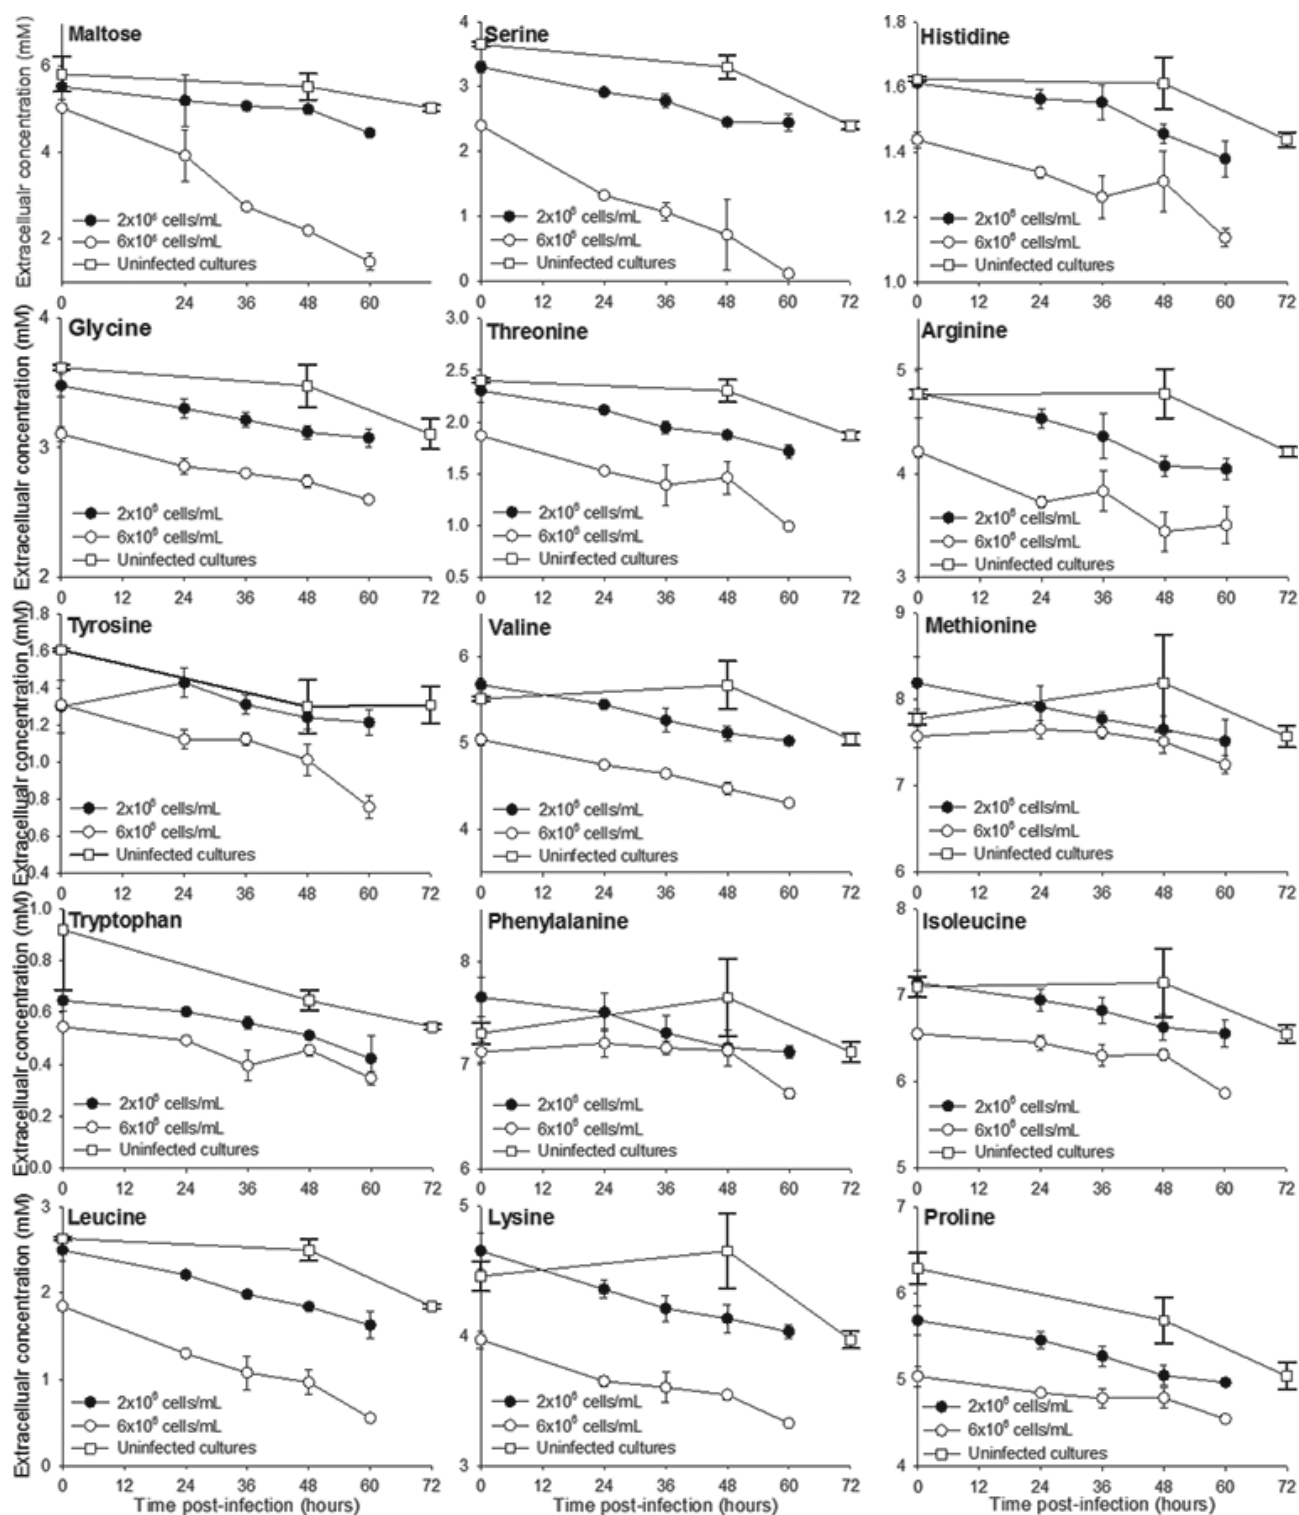 Extracellualr concentration (mM)
Maltose
6
4
2
2x10⁶ cells/mL
6x10⁶ cells/mL
Uninfected cultures
0 24 36 48 60
Serine
4
3
2
1
0
2x10⁶ cells/mL
6x10⁶ cells/mL
Uninfected cultures
0 12 24 36 48 60 72
Histidine
1.8
1.6
1.4
1.2
1.0
2x10⁶ cells/mL
6x10⁶ cells/mL
Uninfected cultures
0 12 24 36 48 60 72
Extracellualr concentration (mM)
Glycine
4
3
2
2x10⁶ cells/mL
6x10⁶ cells/mL
Uninfected cultures
0 12 24 36 48 60 72
Threonine
3.0
2.5
2.0
1.5
1.0
0.5
2x10⁶ cells/mL
6x10⁶ cells/mL
Uninfected cultures
0 12 24 36 48 60 72
Arginine
5
4
3
2x10⁶ cells/mL
6x10⁶ cells/mL
Uninfected cultures
0 12 24 36 48 60 72
Extracellualr concentration (mM)
Tyrosine
1.8
1.6
1.4
1.2
1.0
0.8
0.6
0.4
2x10⁶ cells/mL
6x10⁶ cells/mL
Uninfected cultures
0 12 24 36 48 60 72
Valine
6
5
4
2x10⁶ cells/mL
6x10⁶ cells/mL
Uninfected cultures
0 12 24 36 48 60 72
Methionine
9
8
7
6
2x10⁶ cells/mL
6x10⁶ cells/mL
Uninfected cultures
0 12 24 36 48 60 72
Extracellualr concentration (mM)
Tryptophan
1.0
0.8
0.6
0.4
0.2
0.0
2x10⁶ cells/mL
6x10⁶ cells/mL
Uninfected cultures
0 12 24 36 48 60 72
Phenylalanine
8
7
6
2x10⁶ cells/mL
6x10⁶ cells/mL
Uninfected cultures
0 12 24 36 48 60 72
Isoleucine
8
7
6
5
2x10⁶ cells/mL
6x10⁶ cells/mL
Uninfected cultures
0 12 24 36 48 60 72
Extracellualr concentration (mM)
Leucine
3
2
1
0
2x10⁶ cells/mL
6x10⁶ cells/mL
Uninfected cultures
0 12 24 36 48 60 72
Time post-infection (hours)
Lysine
5
4
3
2x10⁶ cells/mL
6x10⁶ cells/mL
Uninfected cultures
0 12 24 36 48 60 72
Time post-infection (hours)
Proline
7
6
5
4
2x10⁶ cells/mL
6x10⁶ cells/mL
Uninfected cultures
0 12 24 36 48 60 72
Time post-infection (hours)